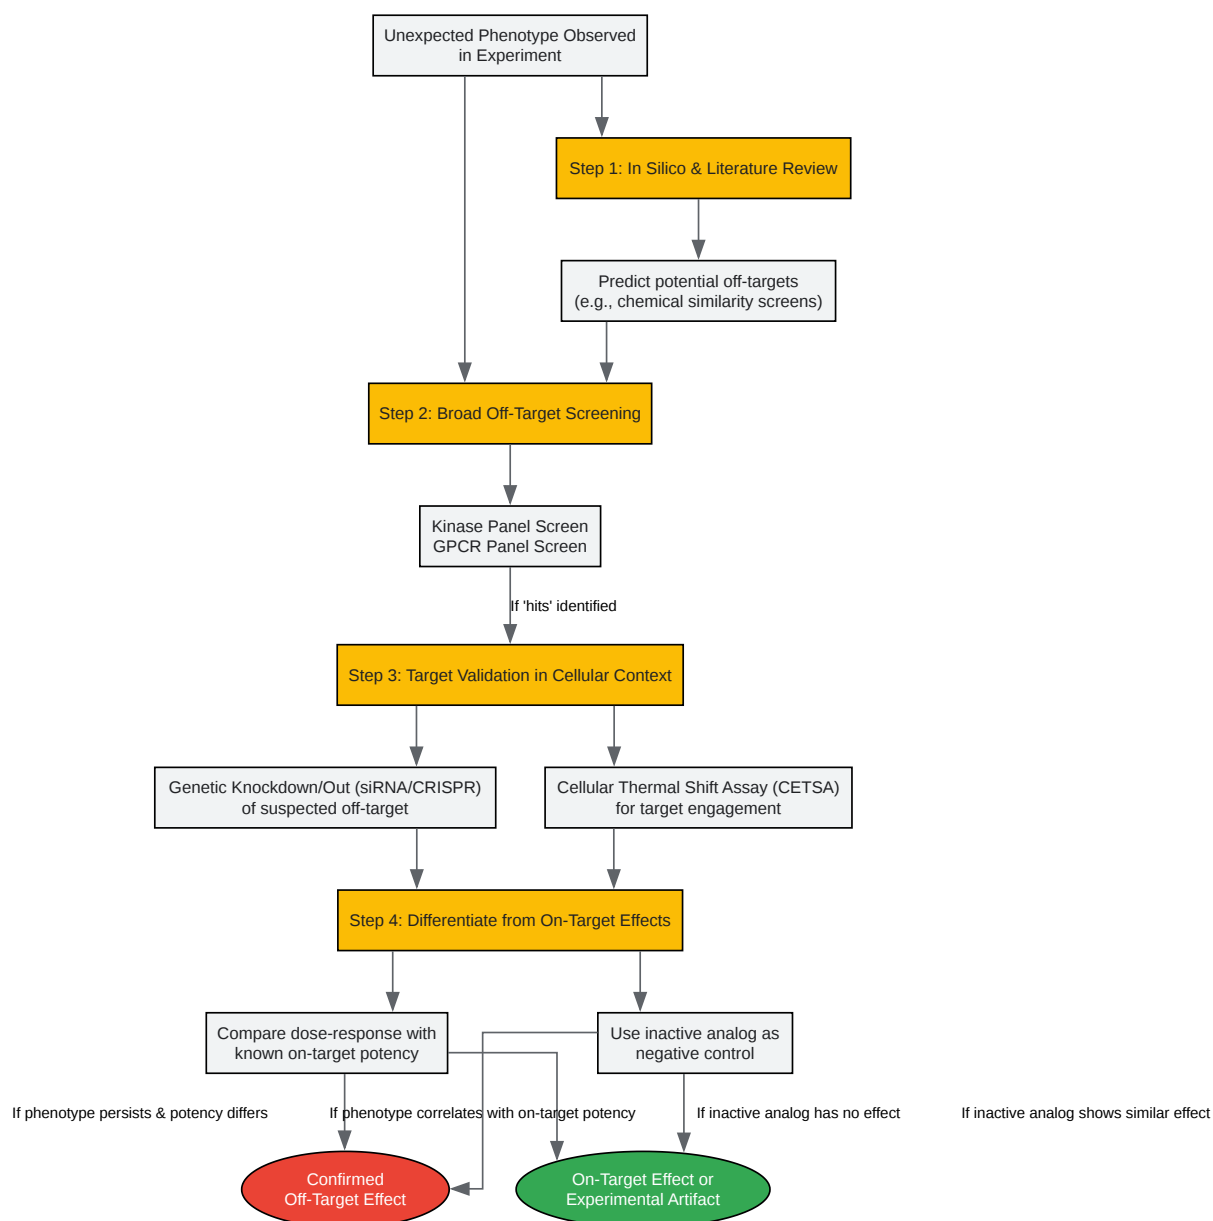 Unexpected Phenotype Observed
in Experiment
Step 1: In Silico & Literature Review
Predict potential off-targets
(e.g., chemical similarity screens)
Step 2: Broad Off-Target Screening
Kinase Panel Screen
GPCR Panel Screen
If 'hits' identified
Step 3: Target Validation in Cellular Context
Genetic Knockdown/Out (siRNA/CRISPR)
of suspected off-target
Cellular Thermal Shift Assay (CETSA)
for target engagement
Step 4: Differentiate from On-Target Effects
Compare dose-response with
known on-target potency
Use inactive analog as
negative control
If phenotype persists & potency differs
If phenotype correlates with on-target potency
If inactive analog has no effect
If inactive analog shows similar effect
Confirmed
Off-Target Effect
On-Target Effect or
Experimental Artifact